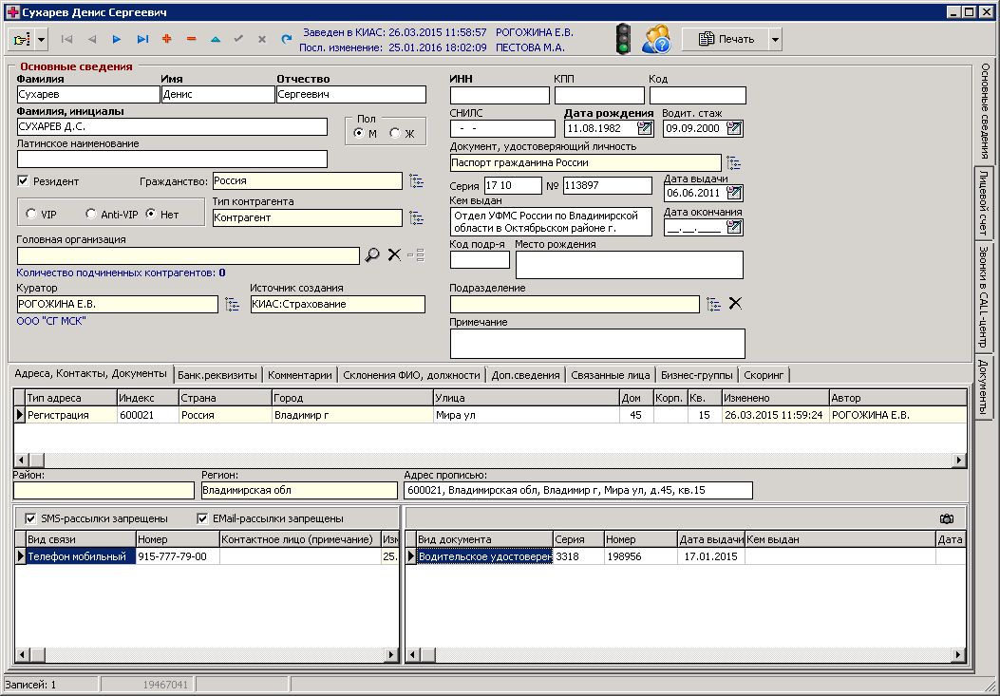 Сухарев Денис Сергеевич
Заведен в КИАС: 26.03.2015 11:58:57 РОГОЖИНА Е.В.
Посл. изменение: 25.01.2016 18:02:09 ПЕСТОВА М.А.
Печать
Основные сведения
Фамилия Имя Отчество
Сухарев Денис Сергеевич
Фамилия, инициалы
СУХАРЕВ Д.С.
Пол
М Ж
Латинское наименование
Резидент Гражданство: Россия
VIP Anti-VIP Нет
Тип контрагента
Контрагент
Головная организация
Количество подчиненных контрагентов: 0
Куратор Источник создания
РОГОЖИНА Е.В. КИАС:Страхование
ООО "СГ МСК"
ИНН КПП Код
СНИЛС Дата рождения Водит. стаж
- - 11.08.1982 09.09.2000
Документ, удостоверяющий личность
Паспорт гражданина России
Серия 17 10 № 113897
Дата выдачи
06.06.2011
Кем выдан
Отдел УФМС России по Владимирской
области в Октябрьском районе г.
Дата окончания
__.__.____
Код подр-я Место рождения
Подразделение
Примечание
Основные сведения
Лицевой счет
Звонки в CALL-центр
Документы
Адреса, Контакты, Документы Банк.реквизиты Комментарии Склонения ФИО, должности Доп.сведения Связанные лица Бизнес-группы Скоринг
Тип адреса Индекс Страна Город Улица Дом Корп. Кв. Изменено Автор
Регистрация 600021 Россия Владимир г Мира ул 45 15 26.03.2015 11:59:24 РОГОЖИНА Е.В.
Район: Регион: Адрес прописью:
Владимирская обл 600021, Владимирская обл, Владимир г, Мира ул, д.45, кв.15
SMS-рассылки запрещены EMail-рассылки запрещены
Вид связи Номер Контактное лицо (примечание) Изм
Телефон мобильный 915-777-79-00 25.
Вид документа Серия Номер Дата выдачи Кем выдан Дата
Водительское удостоверен 3318 198956 17.01.2015
Записей: 1 19467041